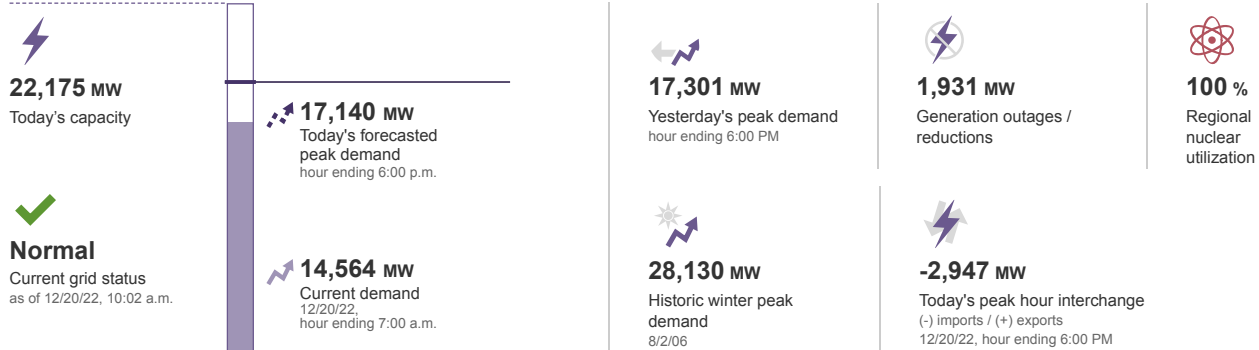 22,175 MW
Today's capacity
Normal
Current grid status
as of 12/20/22, 10:02 a.m.
17,140 MW
Today's forecasted
peak demand
hour ending 6:00 p.m.
14,564 MW
Current demand
12/20/22,
hour ending 7:00 a.m.
17,301 MW
Yesterday's peak demand
hour ending 6:00 PM
1,931 MW
Generation outages /
reductions
100 %
Regional
nuclear
utilization
28,130 MW
Historic winter peak
demand
8/2/06
-2,947 MW
Today's peak hour interchange
(-) imports / (+) exports
12/20/22, hour ending 6:00 PM